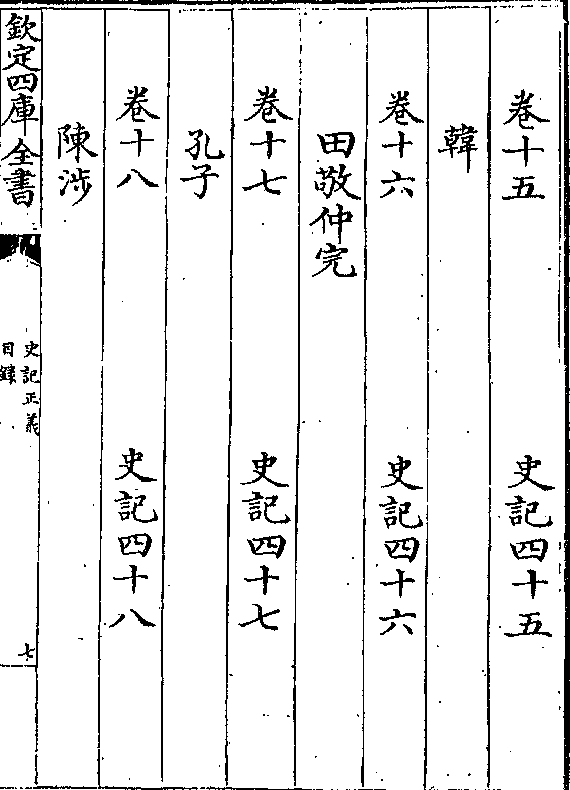 卷十五 史記四十五
韓
卷十六 史記四十六
田敬仲完
卷十七 史記四十七
孔子
卷十八 史記四十八
陳涉
欽定四庫全書
史記正義
目錄
七